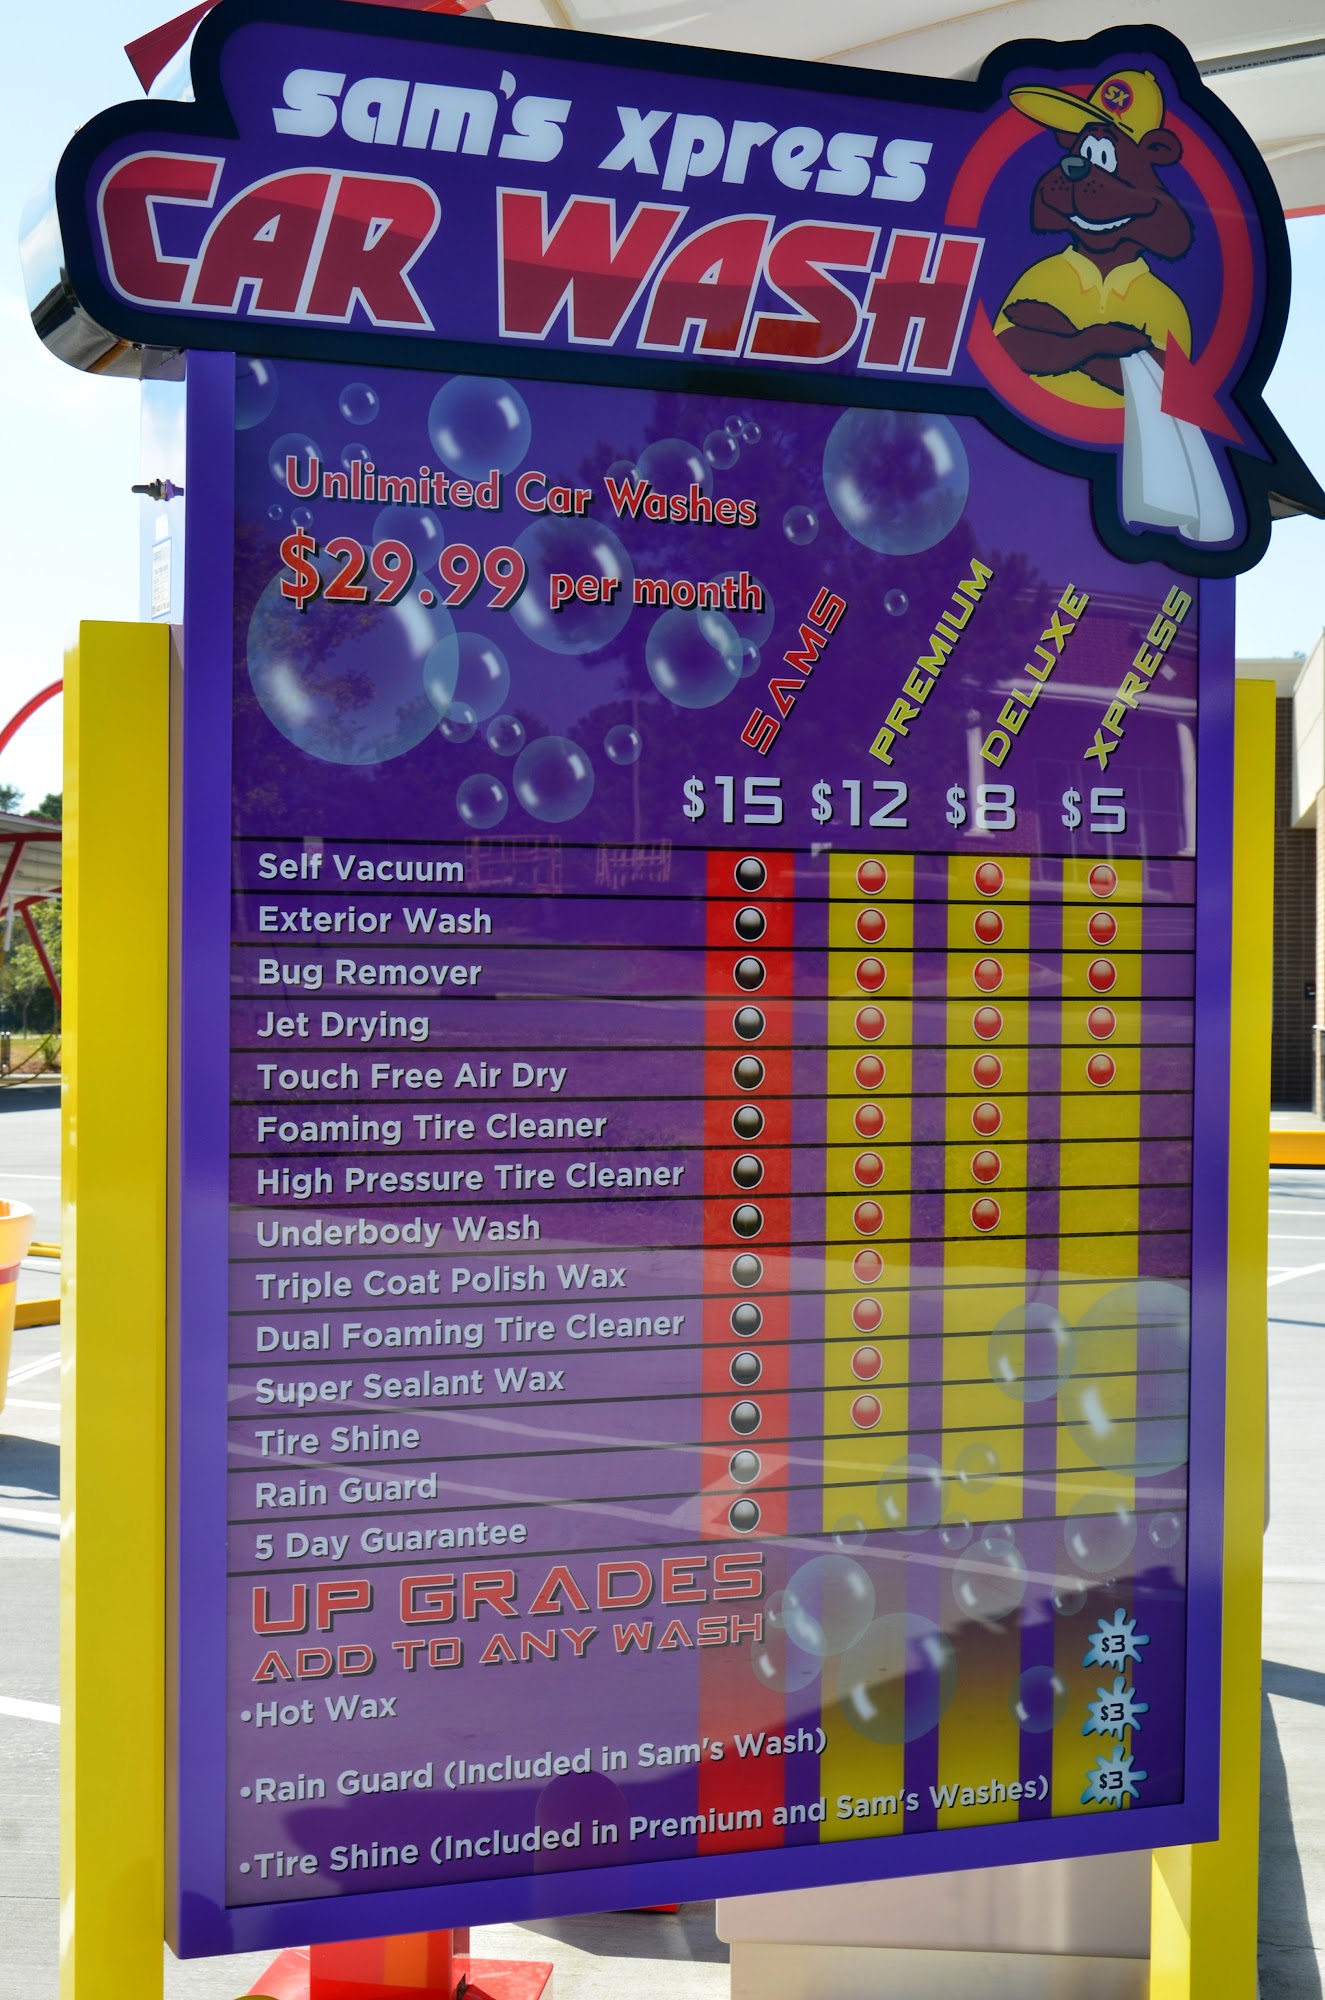 sam's xpress
CAR WASH
SX
Unlimited Car Washes
$29.99 per month
SAMS PREMIUM DELUXE XPRESS
$15 $12 $8 $5
Self Vacuum
Exterior Wash
Bug Remover
Jet Drying
Touch Free Air Dry
Foaming Tire Cleaner
High Pressure Tire Cleaner
Underbody Wash
Triple Coat Polish Wax
Dual Foaming Tire Cleaner
Super Sealant Wax
Tire Shine
Rain Guard
5 Day Guarantee
UP GRADES
ADD TO ANY WASH
•Hot Wax $3
•Rain Guard (Included in Sam's Wash) $3
•Tire Shine (Included in Premium and Sam's Washes) $3